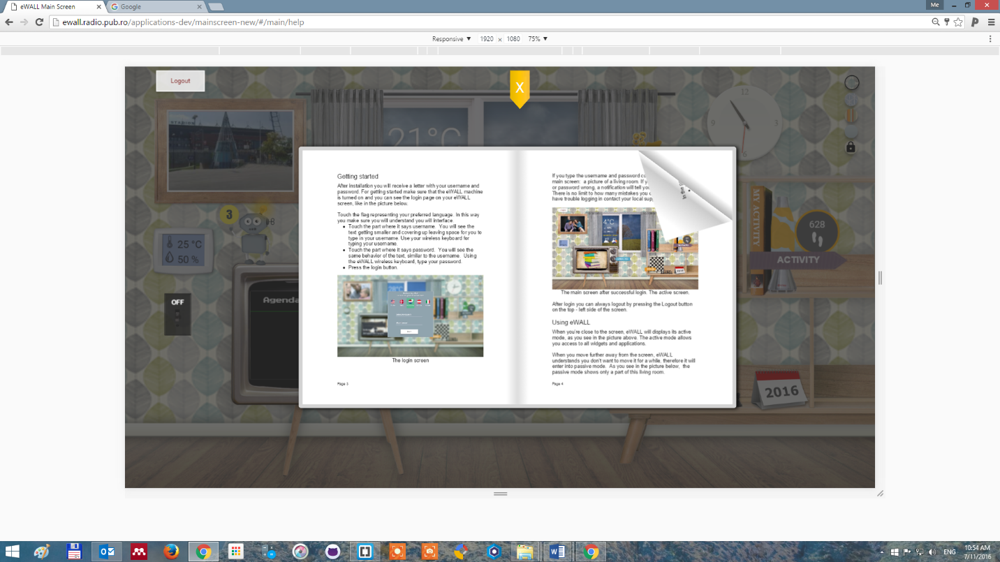 eWALL Main Screen
Google
Me
ewall.radio.pub.ro/applications-dev/mainscreen-new/#/main/help
Responsive ▼ 1920 × 1080 75% ▼
Logout
X
21°C
12
9
3
6
3
25 °C
50 %
OFF
Agenda
MY ACTIVITY
628
ACTIVITY
2016
Getting started
After installation you will receive a letter with your username and
password. For getting started make sure that the eWALL machine
is turned on and you can see the login page on your eWALL
screen, like in the picture below.
Touch the flag representing your preferred language. In this way
you make sure you will understand you will interface.
• Touch the part where it says username. You will see the
text getting smaller and covering up leaving space for you to
type in your username. Use your wireless keyboard for
typing your username.
• Touch the part where it says password. You will see the
same behavior of the text, similar to the username. Using
the eWALL wireless keyboard, type your password.
• Press the login button.
The login screen
Page 3
If you type the username and password
main screen: a picture of a living room. If
or password wrong, a notification will tell
There is no limit to how many mistakes you
have trouble logging in contact your local
4°C
The main screen after successful login. The active screen.
After login you can always logout by pressing the Logout button
on the top - left side of the screen.
Using eWALL
When you're close to the screen, eWALL will displays its active
mode, as you see in the picture above. The active mode allows
you access to all widgets and applications.
When you move further away from the screen, eWALL
understands you don't want to move it for a while, therefore it will
enter into passive mode. As you see in the picture below, the
passive mode shows only a part of this living room.
Page 4
ENG
10:54 AM
7/11/2016